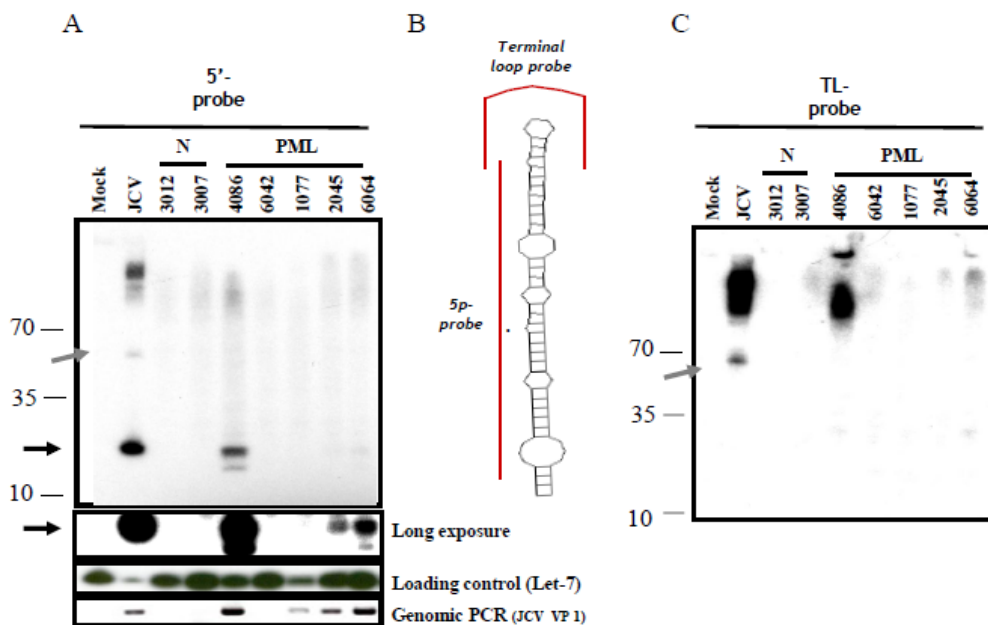 A
5’-
probe
N
PML
Mock
JCV
3012
3007
4086
6042
1077
2045
6064
70
35
10
Long exposure
Loading control (Let-7)
Genomic PCR (JCV VP 1)
B
Terminal
loop probe
5p-
probe
C
TL-
probe
N
PML
Mock
JCV
3012
3007
4086
6042
1077
2045
6064
70
35
10